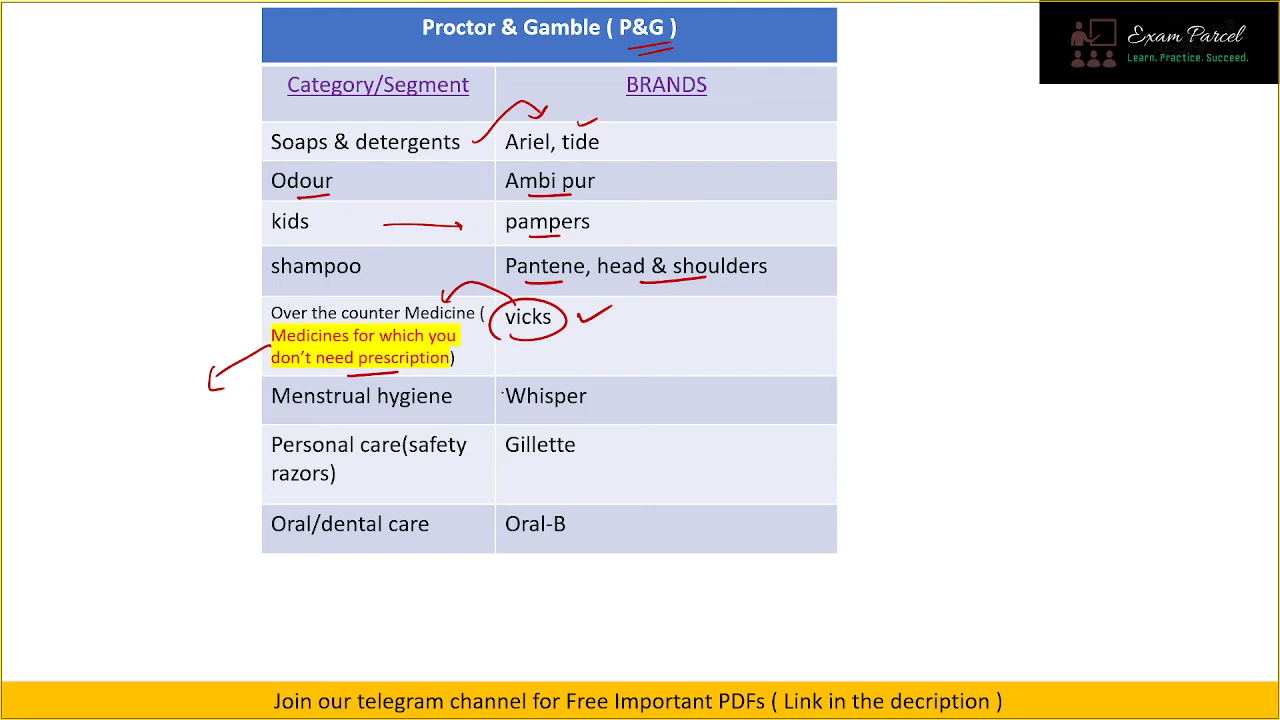 Proctor & Gamble ( P&G )
Exam Parcel
Learn. Practice. Succeed.
Category/Segment BRANDS
Soaps & detergents Ariel, tide
Odour Ambi pur
kids pampers
shampoo Pantene, head & shoulders
Over the counter Medicine ( vicks
Medicines for which you
don't need prescription)
Menstrual hygiene Whisper
Personal care(safety Gillette
razors)
Oral/dental care Oral-B
Join our telegram channel for Free Important PDFs ( Link in the decription )